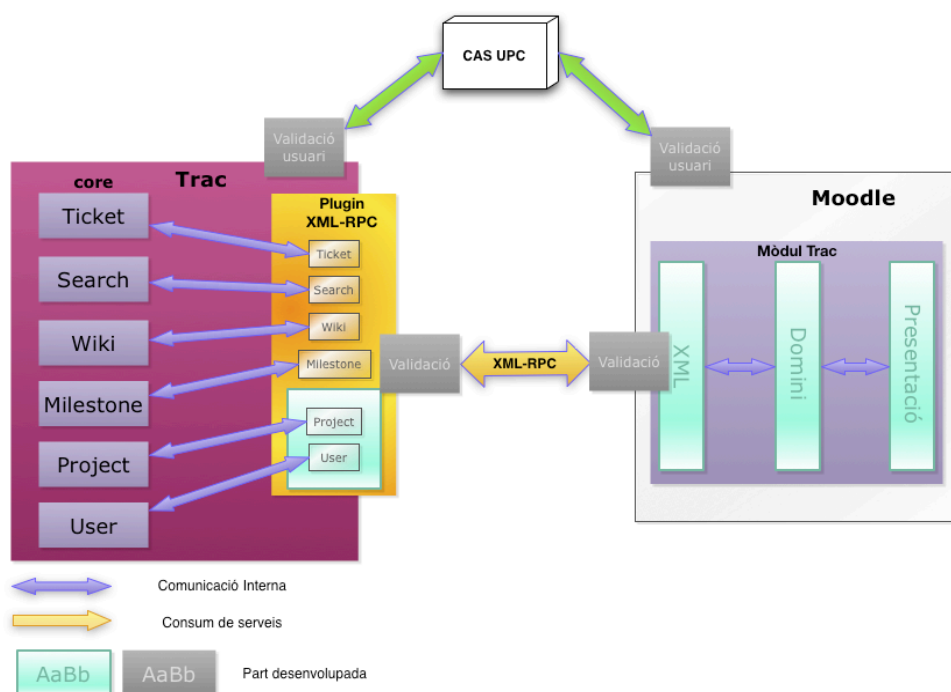 CAS UPC
Validació
usuari
Validació
usuari
core
Trac
Ticket
Search
Wiki
Milestone
Project
User
Plugin
XML-RPC
Ticket
Search
Wiki
Milestone
Project
User
Validació
XML-RPC
Validació
Moodle
Mòdul Trac
XML
Domini
Presentació
Comunicació Interna
Consum de serveis
AaBb
AaBb
Part desenvolupada